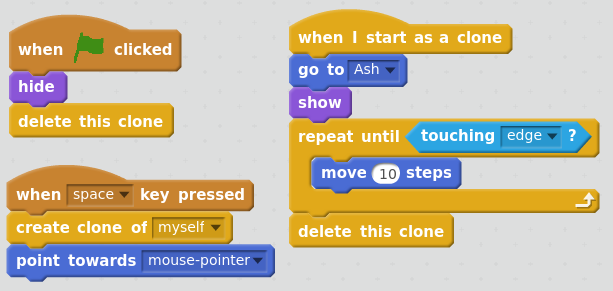 when clicked
hide
delete this clone
when space key pressed
create clone of myself
point towards mouse-pointer
when I start as a clone
go to Ash
show
repeat until touching edge ?
move 10 steps
delete this clone